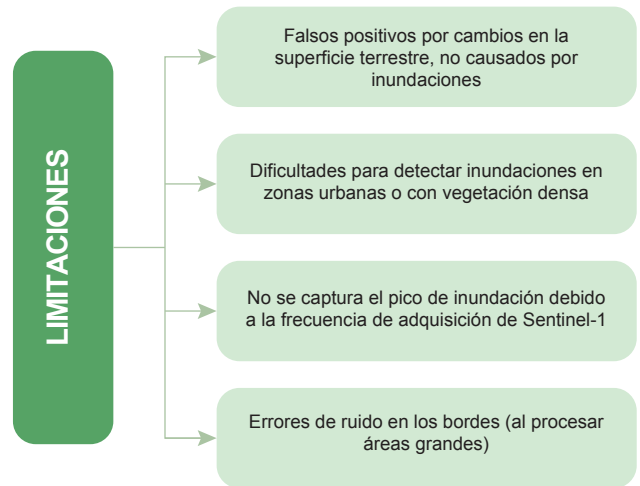 LIMITACIONES
Falsos positivos por cambios en la
superficie terrestre, no causados por
inundaciones
Dificultades para detectar inundaciones en
zonas urbanas o con vegetación densa
No se captura el pico de inundación debido
a la frecuencia de adquisición de Sentinel-1
Errores de ruido en los bordes (al procesar
áreas grandes)